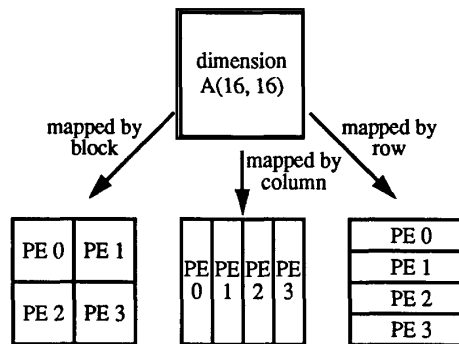 dimension
A(16, 16)
mapped by
block
mapped by
column
mapped by
row
PE 0
PE 1
PE 2
PE 3
PE
0
PE
1
PE
2
PE
3
PE 0
PE 1
PE 2
PE 3